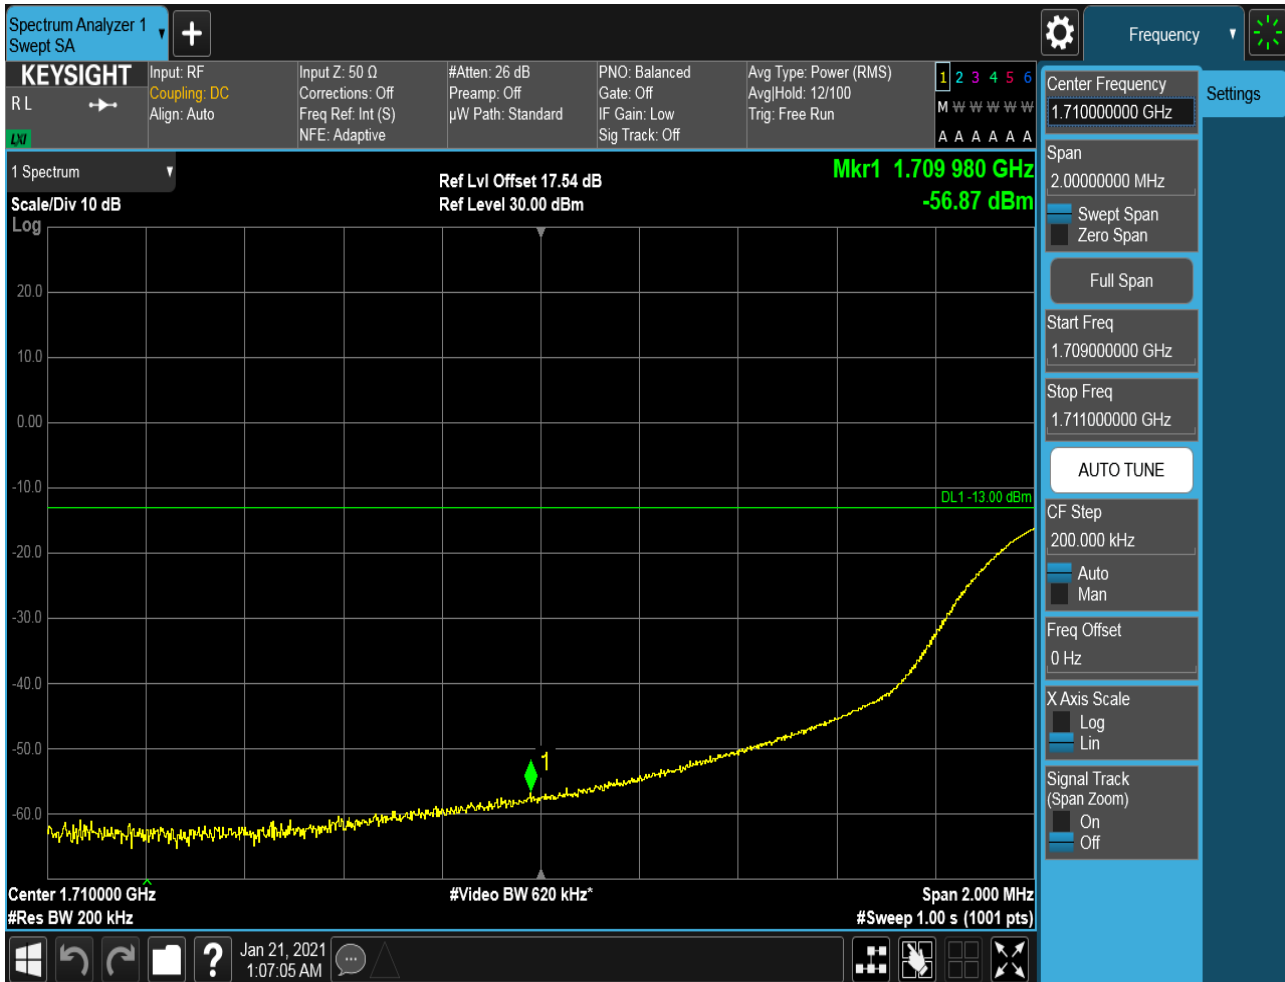 Spectrum Analyzer 1
Swept SA
Frequency
KEYSIGHT
R L
LXI
Input: RF
Coupling: DC
Align: Auto
Input Z: 50 Ω
Corrections: Off
Freq Ref: Int (S)
NFE: Adaptive
#Atten: 26 dB
Preamp: Off
µW Path: Standard
PNO: Balanced
Gate: Off
IF Gain: Low
Sig Track: Off
Avg Type: Power (RMS)
Avg|Hold: 12/100
Trig: Free Run
1 2 3 4 5 6
M W W W W W
A A A A A A
1 Spectrum
Scale/Div 10 dB
Log
Ref Lvl Offset 17.54 dB
Ref Level 30.00 dBm
Mkr1 1.709 980 GHz
-56.87 dBm
20.0
10.0
0.00
-10.0
DL1 -13.00 dBm
-20.0
-30.0
-40.0
-50.0
1
-60.0
Center 1.710000 GHz
#Video BW 620 kHz*
Span 2.000 MHz
#Res BW 200 kHz
#Sweep 1.00 s (1001 pts)
?
Jan 21, 2021
1:07:05 AM
Center Frequency
1.710000000 GHz
Settings
Span
2.00000000 MHz
Swept Span
Zero Span
Full Span
Start Freq
1.709000000 GHz
Stop Freq
1.711000000 GHz
AUTO TUNE
CF Step
200.000 kHz
Auto
Man
Freq Offset
0 Hz
X Axis Scale
Log
Lin
Signal Track
(Span Zoom)
On
Off